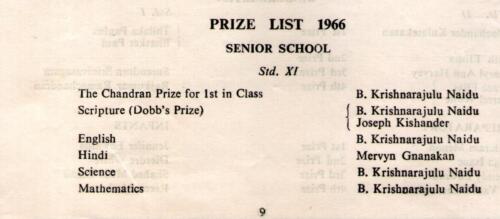 PRIZE LIST 1966
SENIOR SCHOOL
Std. XI
The Chandran Prize for 1st in Class B. Krishnarajulu Naidu
Scripture (Dobb's Prize) B. Krishnarajulu Naidu
Joseph Kishander
English B. Krishnarajulu Naidu
Hindi Mervyn Gnanakan
Science B. Krishnarajulu Naidu
Mathematics B. Krishnarajulu Naidu
9